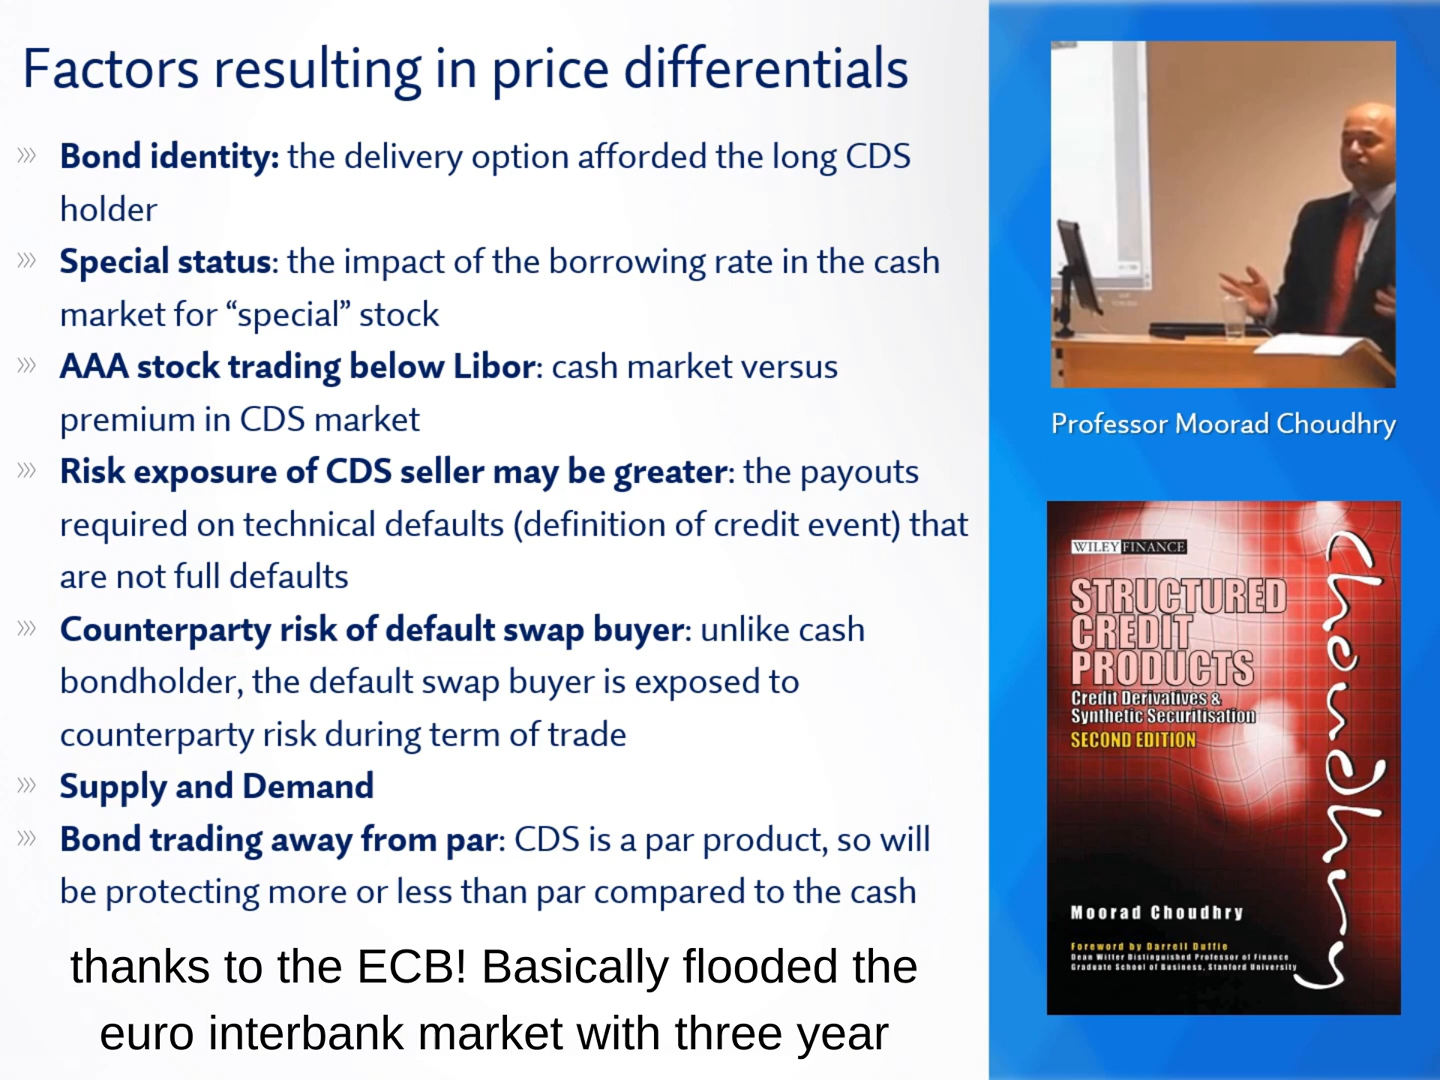 Factors resulting in price differentials
Bond identity: the delivery option afforded the long CDS
holder
Special status: the impact of the borrowing rate in the cash
market for “special” stock
AAA stock trading below Libor: cash market versus
premium in CDS market
Risk exposure of CDS seller may be greater: the payouts
required on technical defaults (definition of credit event) that
are not full defaults
Counterparty risk of default swap buyer: unlike cash
bondholder, the default swap buyer is exposed to
counterparty risk during term of trade
Supply and Demand
Bond trading away from par: CDS is a par product, so will
be protecting more or less than par compared to the cash
thanks to the ECB! Basically flooded the
euro interbank market with three year
Professor Moorad Choudhry
WILEY FINANCE
STRUCTURED
CREDIT
PRODUCTS
Credit Derivatives &
Synthetic Securitisation
SECOND EDITION
Choudhry
Moorad Choudhry
Foreword by Darrell Duffie
Dean Witter Distinguished Professor of Finance
Graduate School of Business, Stanford University